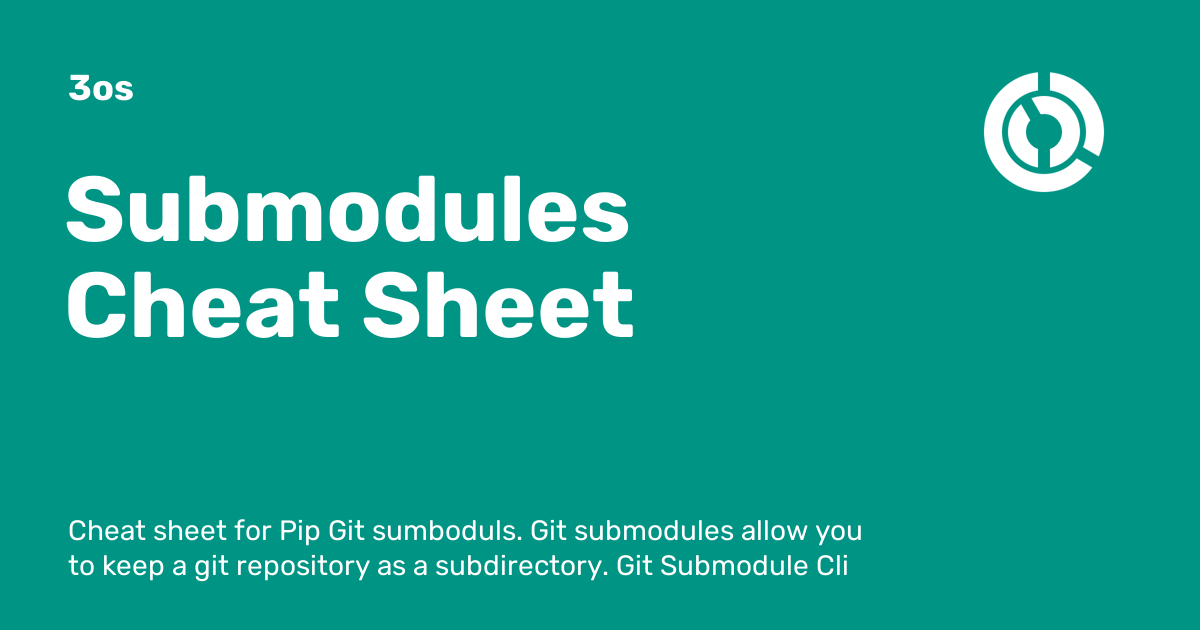 3os
Submodules
Cheat Sheet
Cheat sheet for Pip Git sumboduls. Git submodules allow you
to keep a git repository as a subdirectory. Git Submodule Cli